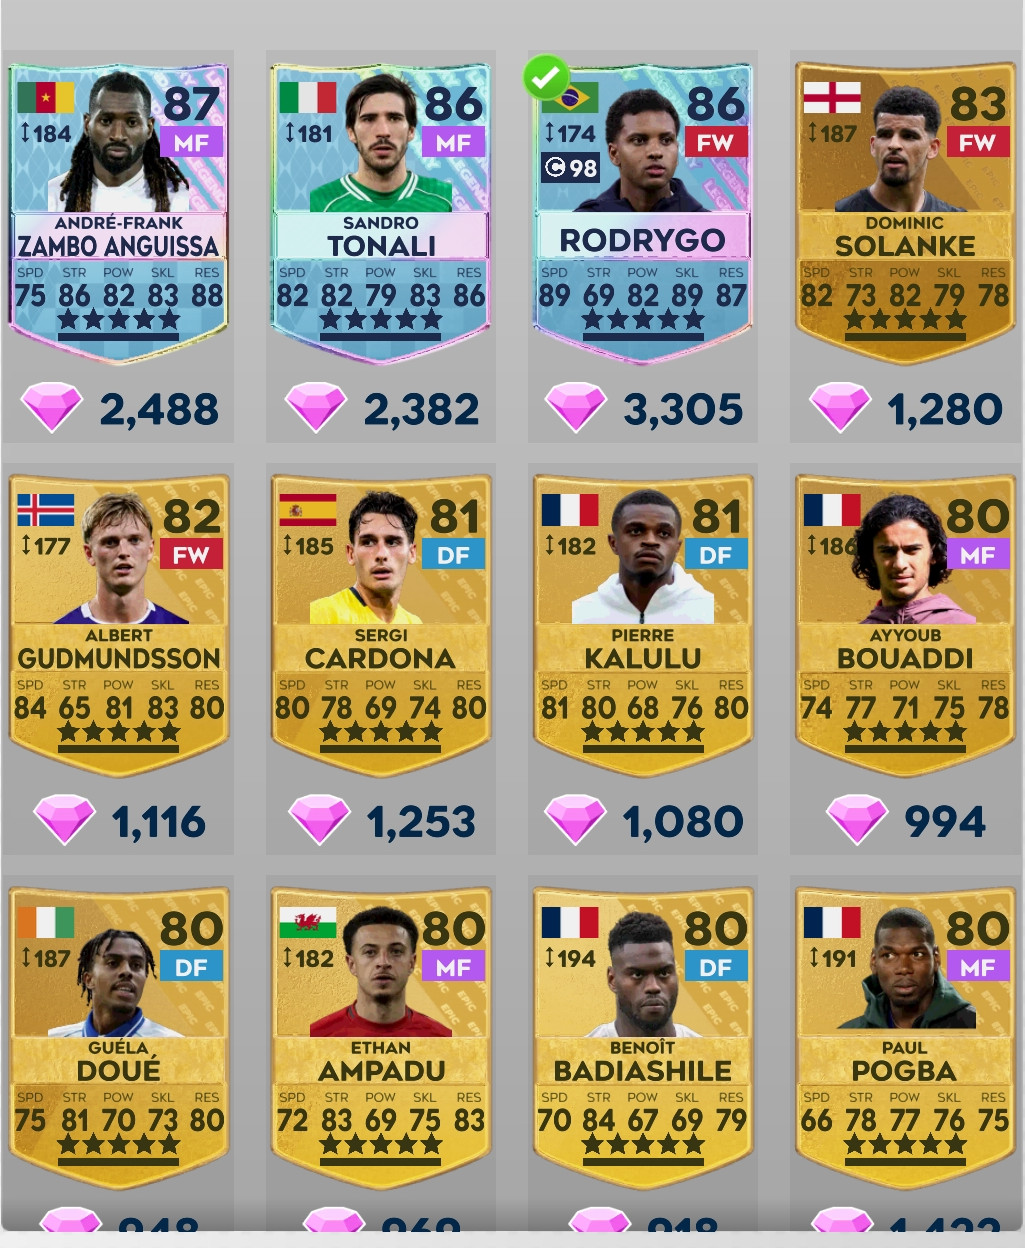 87
184
MF
ANDRÉ-FRANK
ZAMBO ANGUISSA
SPD STR POW SKL RES
75 86 82 83 88
2,488
86
181
MF
SANDRO
TONALI
SPD STR POW SKL RES
82 82 79 83 86
2,382
86
174
FW
C 98
RODRYGO
SPD STR POW SKL RES
89 69 82 89 87
3,305
83
187
FW
DOMINIC
SOLANKE
SPD STR POW SKL RES
82 73 82 79 78
1,280
82
177
FW
ALBERT
GUDMUNDSSON
SPD STR POW SKL RES
84 65 81 83 80
1,116
81
185
DF
SERGI
CARDONA
SPD STR POW SKL RES
80 78 69 74 80
1,253
81
182
DF
PIERRE
KALULU
SPD STR POW SKL RES
81 80 68 76 80
1,080
80
186
MF
AYYOUB
BOUADDI
SPD STR POW SKL RES
74 77 71 75 78
994
80
187
DF
GUÉLA
DOUÉ
SPD STR POW SKL RES
75 81 70 73 80
80
182
MF
ETHAN
AMPADU
SPD STR POW SKL RES
72 83 69 75 83
80
194
DF
BENOÎT
BADIASHILE
SPD STR POW SKL RES
70 84 67 69 79
80
191
MF
PAUL
POGBA
SPD STR POW SKL RES
66 78 77 76 75